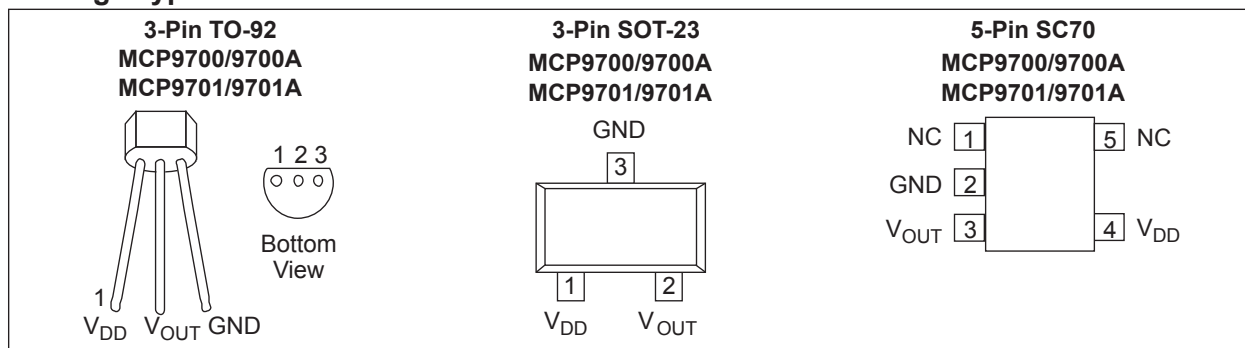 3-Pin TO-92
MCP9700/9700A
MCP9701/9701A
1 2 3
Bottom
View
1
VDD VOUT GND
3-Pin SOT-23
MCP9700/9700A
MCP9701/9701A
GND
3
1 2
VDD VOUT
5-Pin SC70
MCP9700/9700A
MCP9701/9701A
NC 1 5 NC
GND 2
VOUT 3 4 VDD